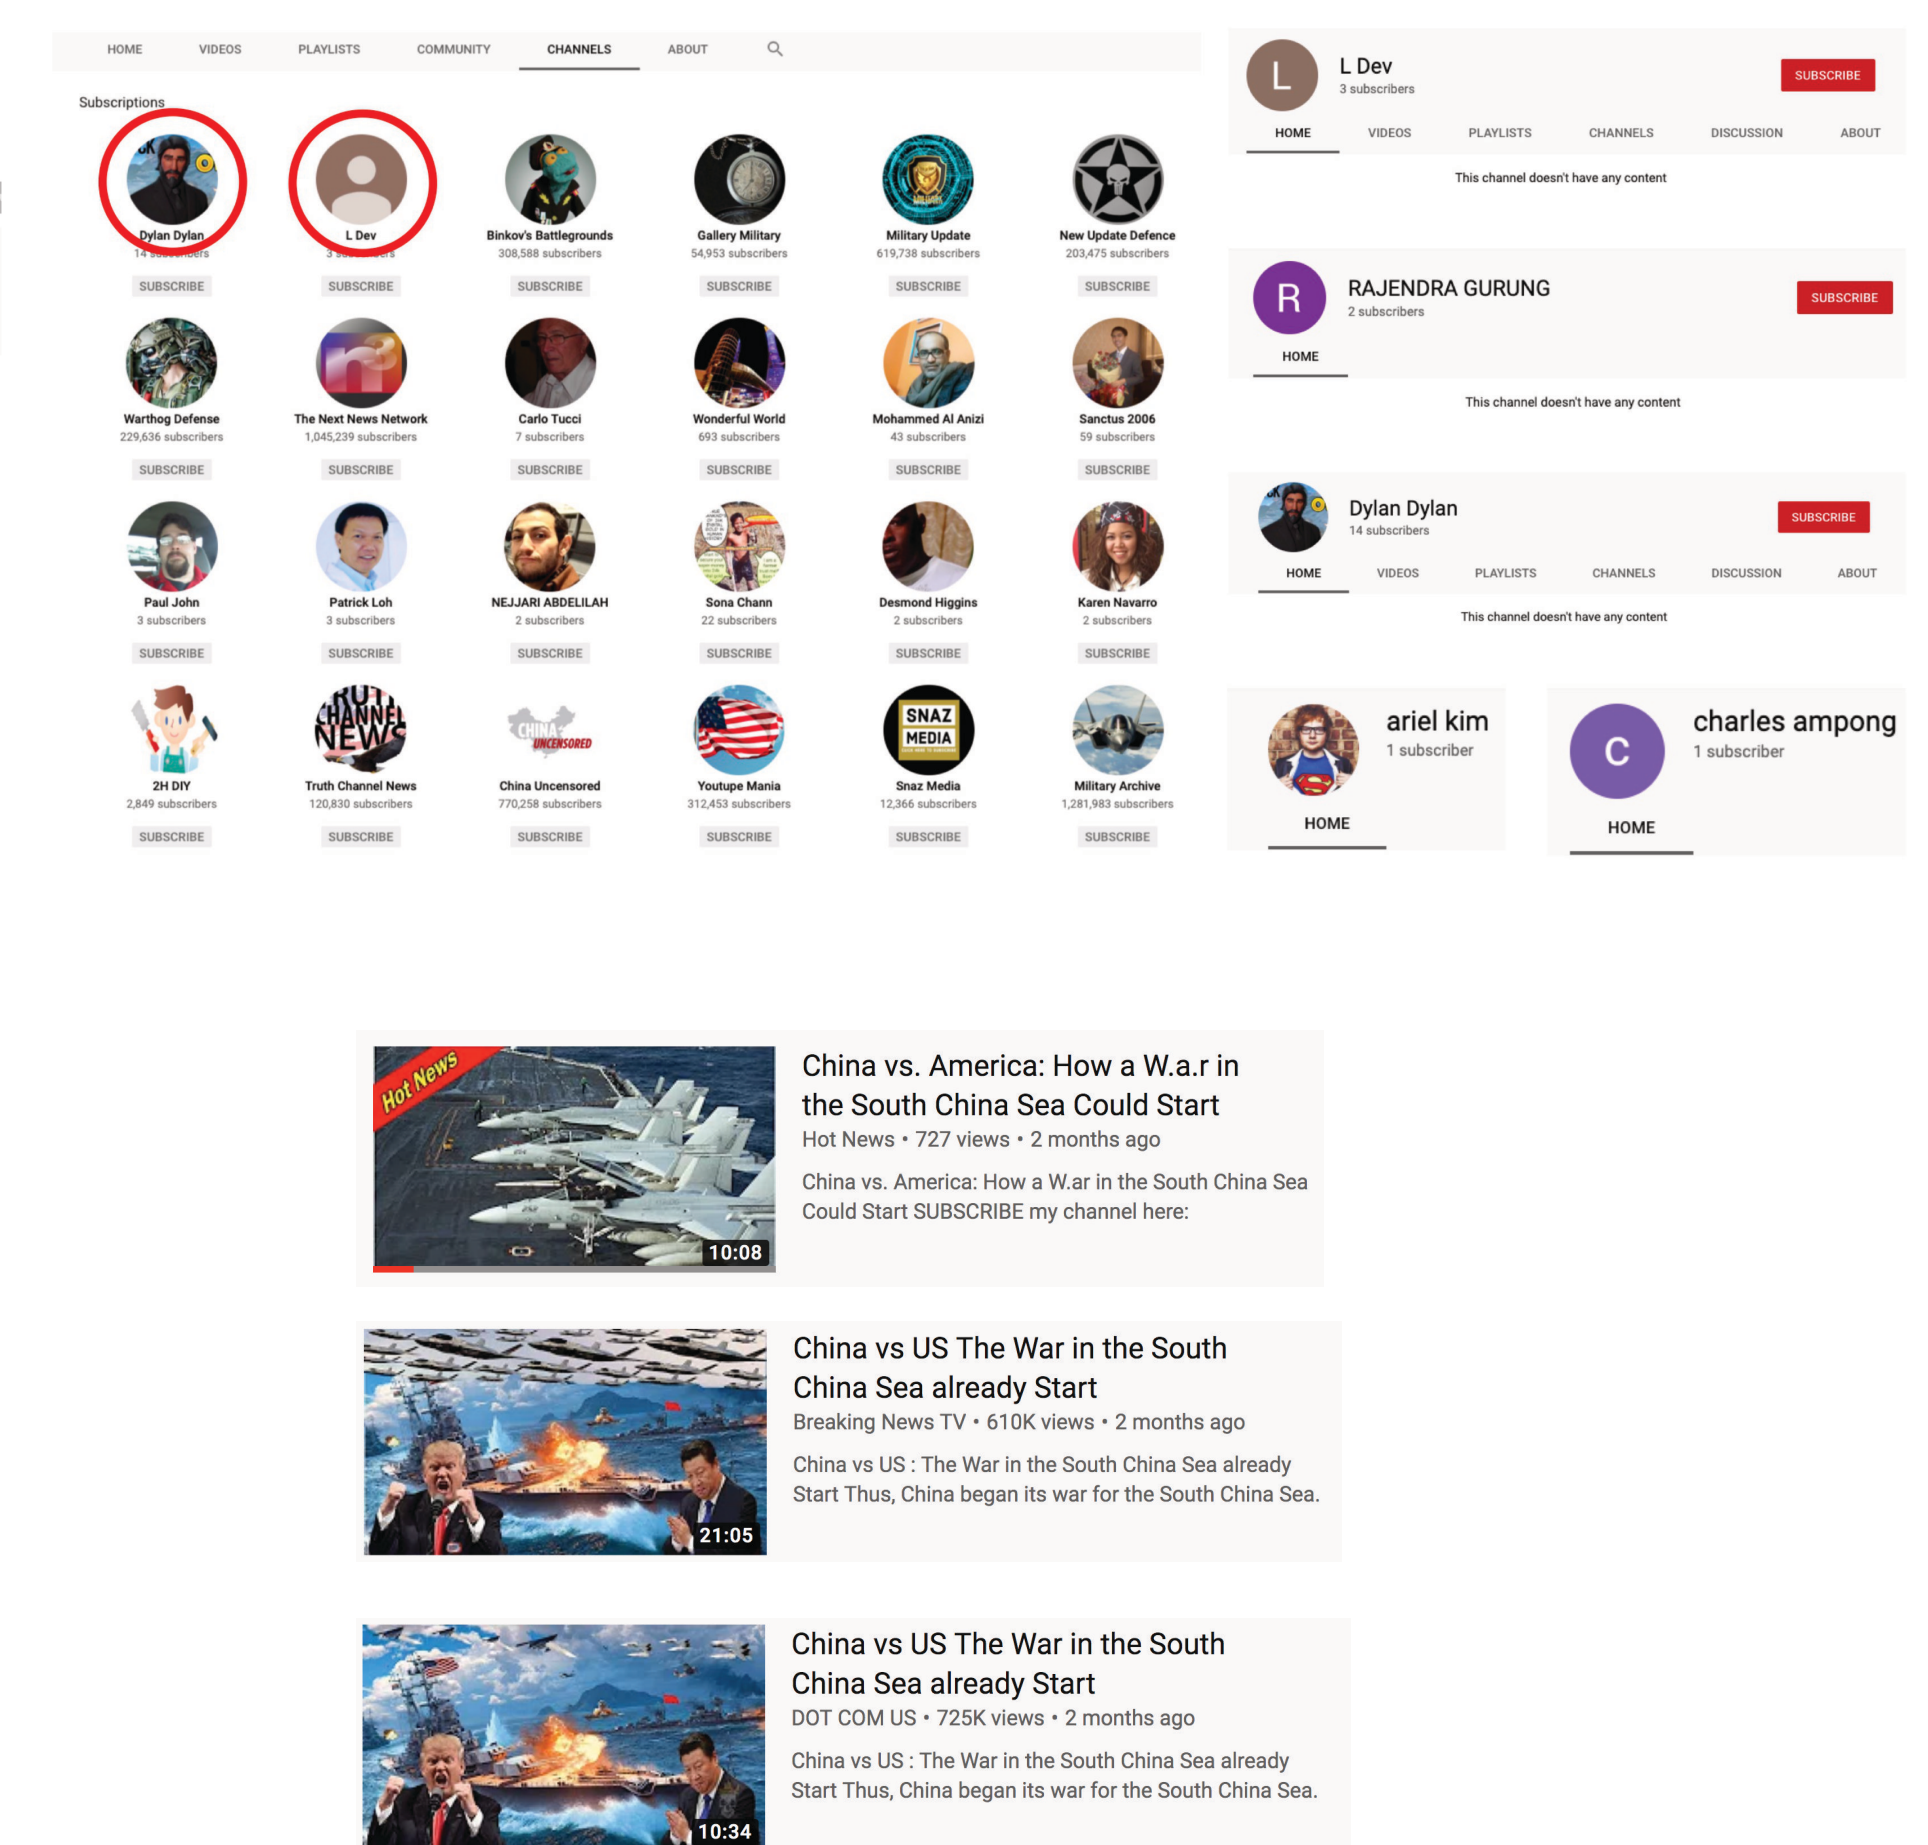 HOME VIDEOS PLAYLISTS COMMUNITY CHANNELS ABOUT
Subscriptions
Dylan Dylan L Dev Binkov's Battlegrounds Gallery Military Military Update New Update Defence
14 subscribers 3 subscribers 308,588 subscribers 54,953 subscribers 619,738 subscribers 203,475 subscribers
SUBSCRIBE SUBSCRIBE SUBSCRIBE SUBSCRIBE SUBSCRIBE SUBSCRIBE
Warthog Defense The Next News Network Carlo Tucci Wonderful World Mohammed Al Anizi Sanctus 2006
229,636 subscribers 1,045,239 subscribers 7 subscribers 693 subscribers 43 subscribers 59 subscribers
SUBSCRIBE SUBSCRIBE SUBSCRIBE SUBSCRIBE SUBSCRIBE SUBSCRIBE
Paul John Patrick Loh NEJJARI ABDELILAH Sona Chann Desmond Higgins Karen Navarro
3 subscribers 3 subscribers 2 subscribers 22 subscribers 2 subscribers 2 subscribers
SUBSCRIBE SUBSCRIBE SUBSCRIBE SUBSCRIBE SUBSCRIBE SUBSCRIBE
TRUTH
CHANNEL
NEWS
CHINA
UNCENSORED
SNAZ
MEDIA
2H DIY Truth Channel News China Uncensored Youtupe Mania Snaz Media Military Archive
2,849 subscribers 120,830 subscribers 770,258 subscribers 312,453 subscribers 12,366 subscribers 1,281,983 subscribers
SUBSCRIBE SUBSCRIBE SUBSCRIBE SUBSCRIBE SUBSCRIBE SUBSCRIBE
L
L Dev
3 subscribers
SUBSCRIBE
HOME VIDEOS PLAYLISTS CHANNELS DISCUSSION ABOUT
This channel doesn't have any content
R
RAJENDRA GURUNG
2 subscribers
SUBSCRIBE
HOME
This channel doesn't have any content
Dylan Dylan
14 subscribers
SUBSCRIBE
HOME VIDEOS PLAYLISTS CHANNELS DISCUSSION ABOUT
This channel doesn't have any content
ariel kim
1 subscriber
HOME
C
charles ampong
1 subscriber
HOME
Hot News
10:08
China vs. America: How a W.a.r in
the South China Sea Could Start
Hot News • 727 views • 2 months ago
China vs. America: How a W.ar in the South China Sea
Could Start SUBSCRIBE my channel here:
21:05
China vs US The War in the South
China Sea already Start
Breaking News TV • 610K views • 2 months ago
China vs US : The War in the South China Sea already
Start Thus, China began its war for the South China Sea.
10:34
China vs US The War in the South
China Sea already Start
DOT COM US • 725K views • 2 months ago
China vs US : The War in the South China Sea already
Start Thus, China began its war for the South China Sea.